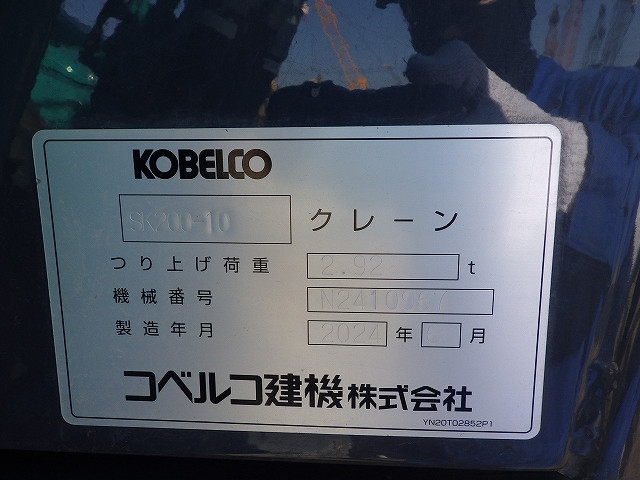 KOBELCO
SK200-10 クレーン
つり上げ荷重 2.92 t
機械番号
製造年月 2024 年 月
コベルコ建機株式会社
YN20T02852P1